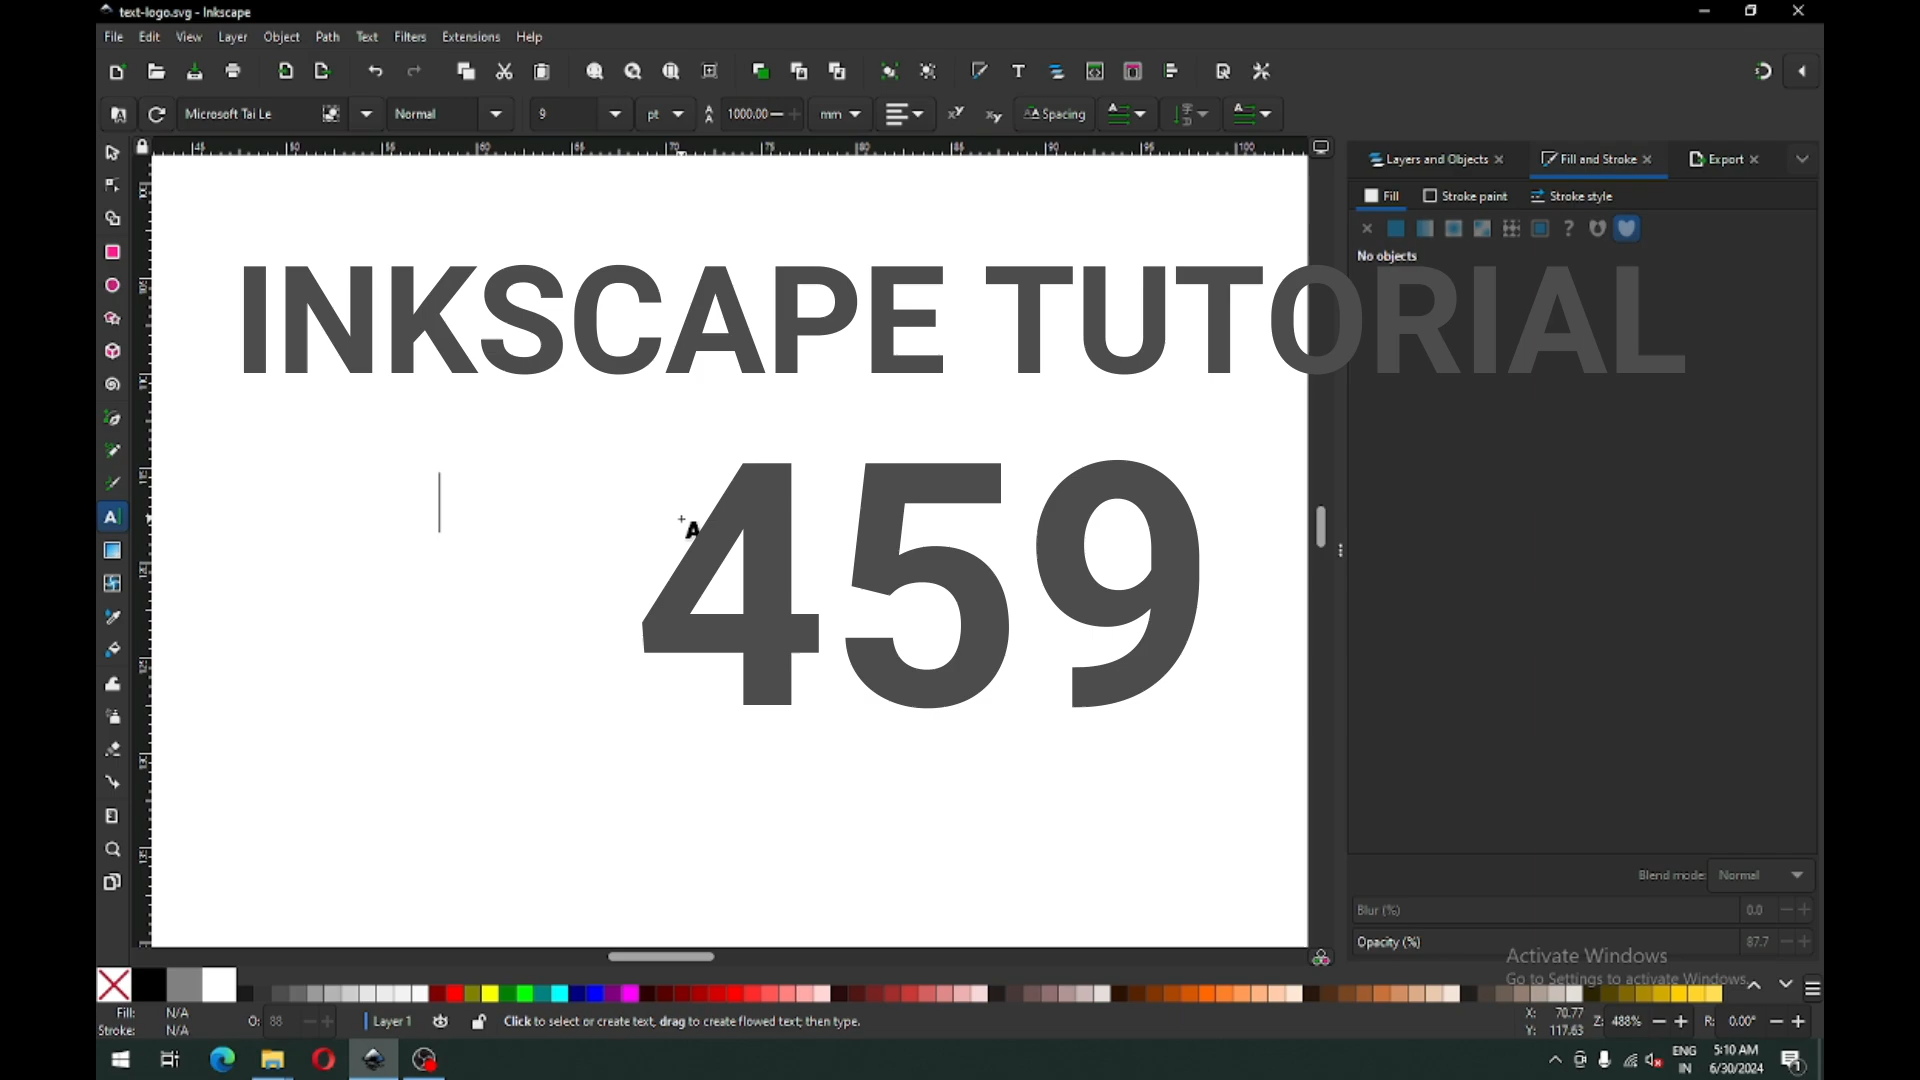 text-logo.svg - Inkscape
File Edit View Layer Object Path Text Filters Extensions Help
Microsoft Tai Le Normal 9 pt 1000.00 mm Spacing
Layers and Objects Fill and Stroke Export
Fill Stroke paint Stroke style
No objects
INKSCAPE TUTORIAL
459
Blend mode: Normal
Blur (%) 0.0
Opacity (%) 87.7
Activate Windows
Go to Settings to activate Windows.
Fill: N/A
Stroke: N/A
O: 88
Layer 1
Click to select or create text, drag to create flowed text; then type.
X: 70.77
Y: 117.63
Z: 488%
R: 0.00°
ENG
IN
5:10 AM
6/30/2024